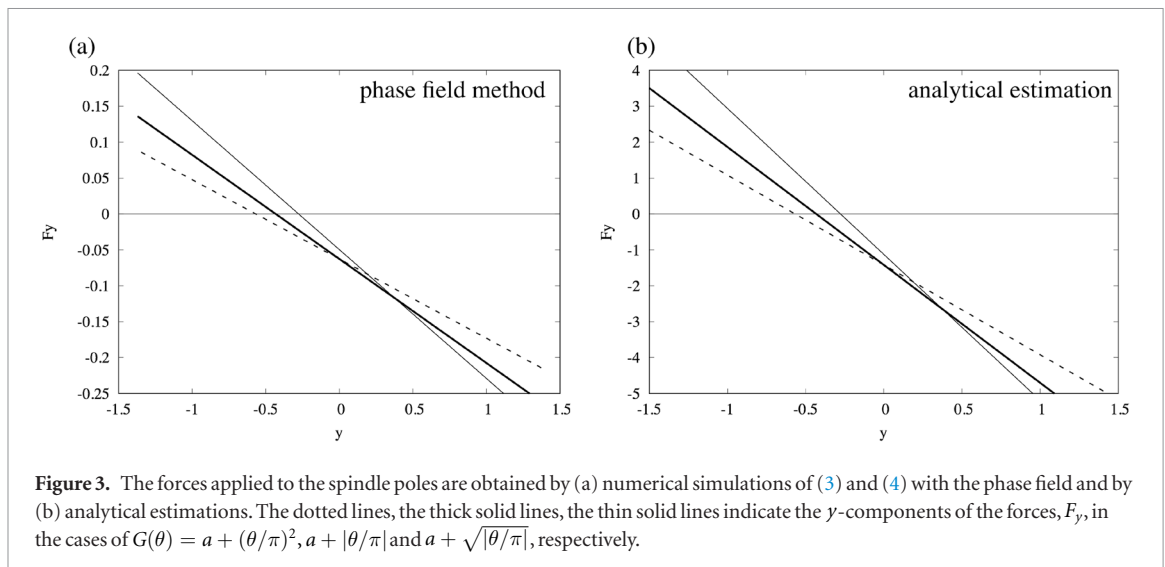 (a)
phase field method
0.2
0.15
0.1
0.05
0
-0.05
-0.1
-0.15
-0.2
-0.25
Fy
-1.5 -1 -0.5 0 0.5 1 1.5
y
(b)
analytical estimation
4
3
2
1
0
-1
-2
-3
-4
-5
Fy
-1.5 -1 -0.5 0 0.5 1 1.5
y
Figure 3. The forces applied to the spindle poles are obtained by (a) numerical simulations of (3) and (4) with the phase field and by
(b) analytical estimations. The dotted lines, the thick solid lines, the thin solid lines indicate the y-components of the forces, F_y, in
the cases of G(θ) = a + (θ/π)², a + |θ/π| and a + √|θ/π|, respectively.